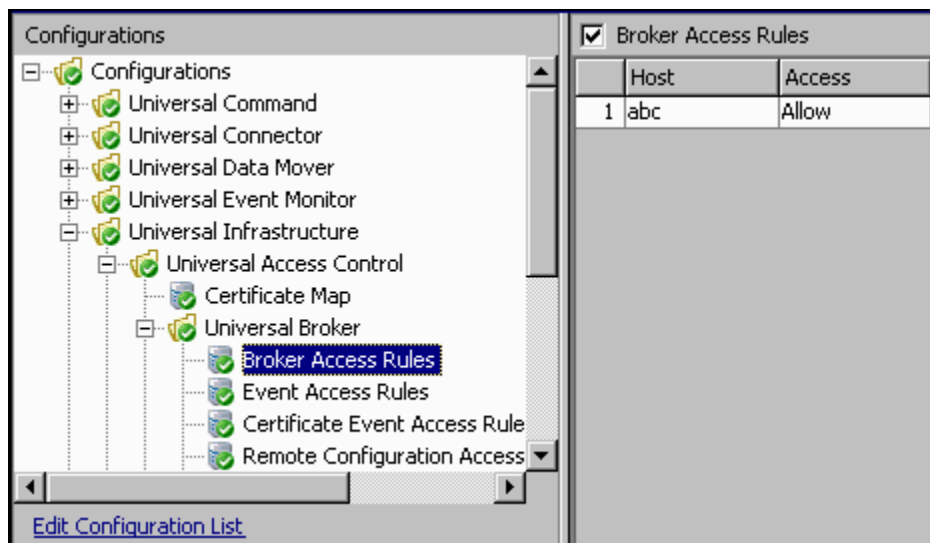 Configurations
Configurations
Universal Command
Universal Connector
Universal Data Mover
Universal Event Monitor
Universal Infrastructure
Universal Access Control
Certificate Map
Universal Broker
Broker Access Rules
Event Access Rules
Certificate Event Access Rule
Remote Configuration Access
Edit Configuration List
Broker Access Rules
Host Access
1 abc Allow